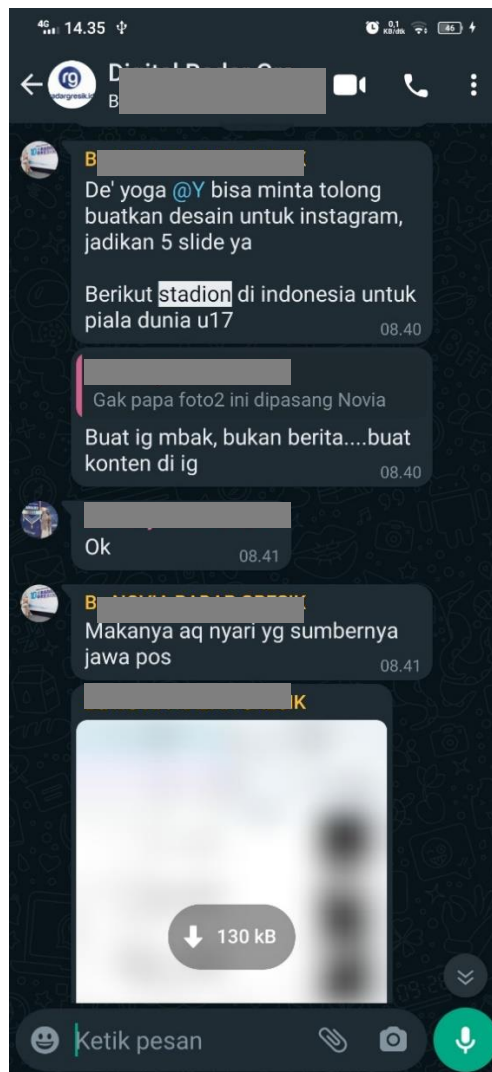 4G 14.35 0,1 KB/dtk 46
rg
radargresik.id
B
B
De' yoga @Y bisa minta tolong
buatkan desain untuk instagram,
jadikan 5 slide ya
Berikut stadion di indonesia untuk
piala dunia u17
08.40
Gak papa foto2 ini dipasang Novia
Buat ig mbak, bukan berita....buat
konten di ig
08.40
Ok
08.41
B
Makanya aq nyari yg sumbernya
jawa pos
08.41
K
130 kB
Ketik pesan